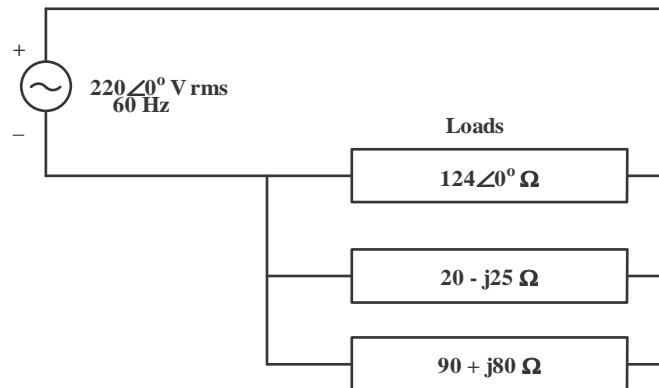 +
220∠0° V rms
60 Hz
−
Loads
124∠0° Ω
20 - j25 Ω
90 + j80 Ω